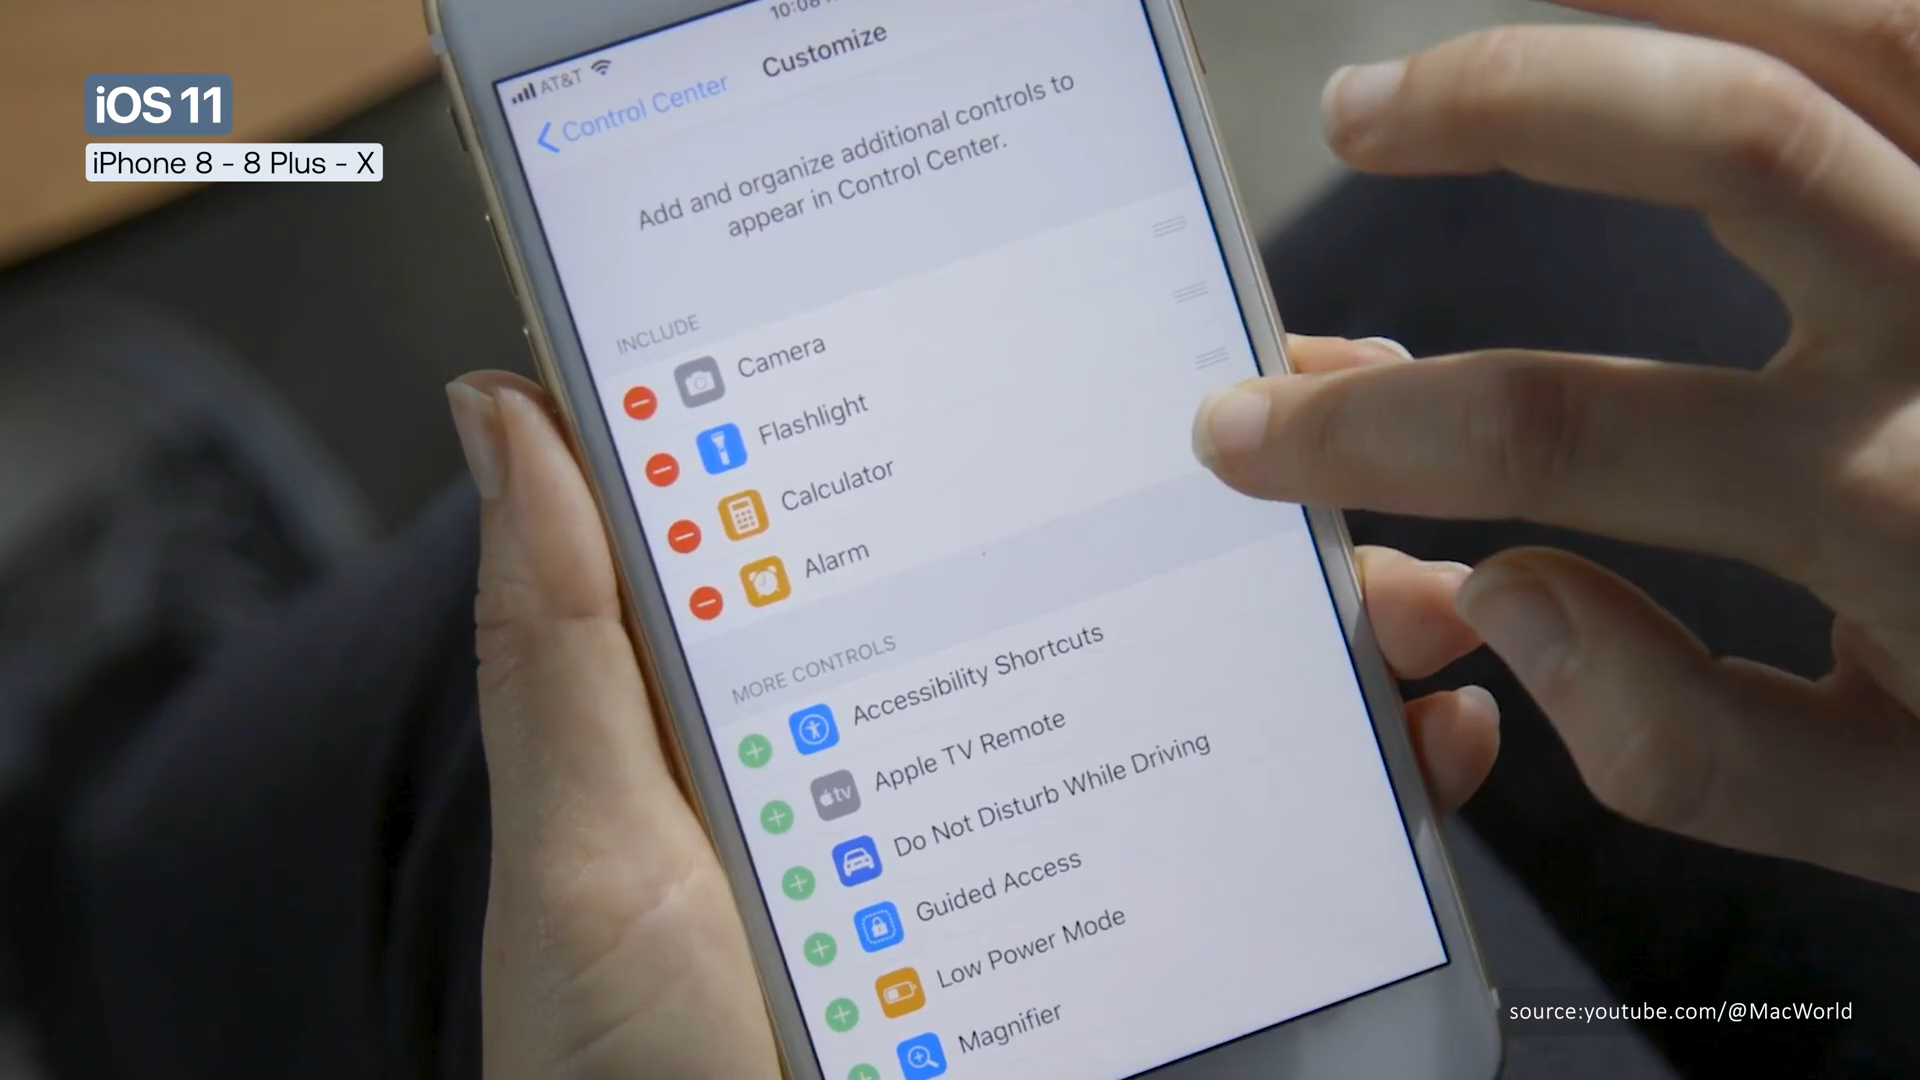 iOS 11
iPhone 8 - 8 Plus - X
AT&T
Control Center
Customize
Add and organize additional controls to
appear in Control Center.
INCLUDE
Camera
Flashlight
Calculator
Alarm
MORE CONTROLS
Accessibility Shortcuts
tv
Apple TV Remote
Do Not Disturb While Driving
Guided Access
Low Power Mode
Magnifier
source:youtube.com/@MacWorld